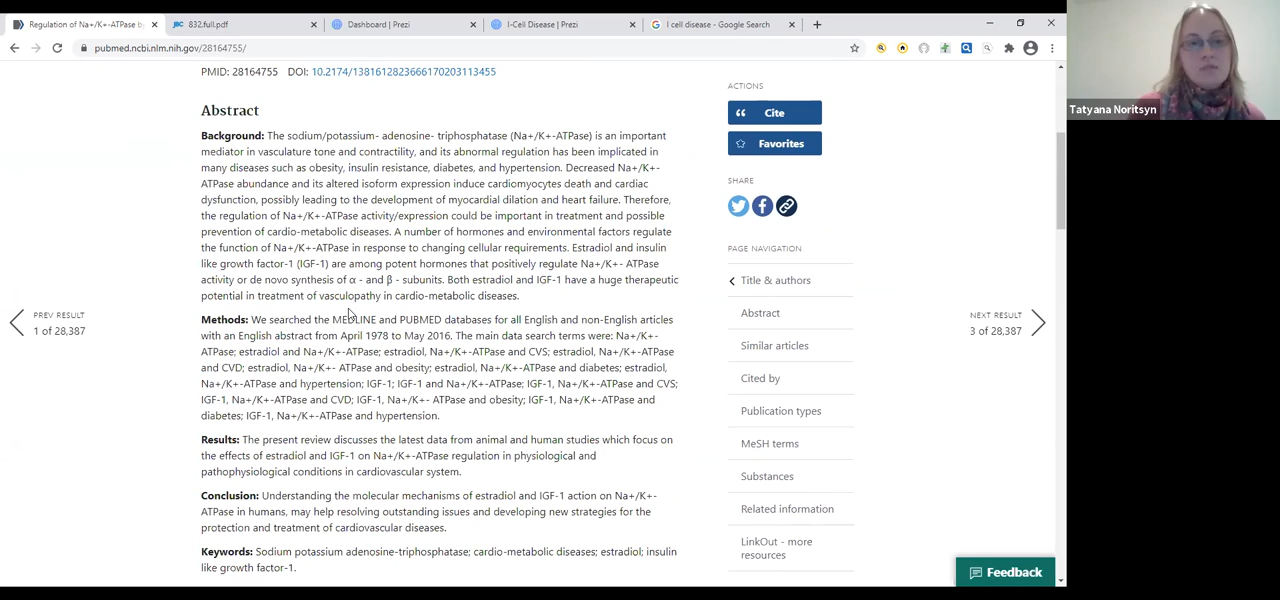 Regulation of Na+/K+-ATPase b
832.full.pdf
Dashboard | Prezi
I-Cell Disease | Prezi
I cell disease - Google Search
pubmed.ncbi.nlm.nih.gov/28164755/
Tatyana Noritsyn
PMID: 28164755 DOI: 10.2174/1381612823666170203113455
Abstract
Background: The sodium/potassium- adenosine- triphosphatase (Na+/K+-ATPase) is an important
mediator in vasculature tone and contractility, and its abnormal regulation has been implicated in
many diseases such as obesity, insulin resistance, diabetes, and hypertension. Decreased Na+/K+-
ATPase abundance and its altered isoform expression induce cardiomyocytes death and cardiac
dysfunction, possibly leading to the development of myocardial dilation and heart failure. Therefore,
the regulation of Na+/K+-ATPase activity/expression could be important in treatment and possible
prevention of cardio-metabolic diseases. A number of hormones and environmental factors regulate
the function of Na+/K+-ATPase in response to changing cellular requirements. Estradiol and insulin
like growth factor-1 (IGF-1) are among potent hormones that positively regulate Na+/K+- ATPase
activity or de novo synthesis of α - and β - subunits. Both estradiol and IGF-1 have a huge therapeutic
potential in treatment of vasculopathy in cardio-metabolic diseases.
Methods: We searched the MEDLINE and PUBMED databases for all English and non-English articles
with an English abstract from April 1978 to May 2016. The main data search terms were: Na+/K+-
ATPase; estradiol and Na+/K+-ATPase; estradiol, Na+/K+-ATPase and CVS; estradiol, Na+/K+-ATPase
and CVD; estradiol, Na+/K+- ATPase and obesity; estradiol, Na+/K+-ATPase and diabetes; estradiol,
Na+/K+-ATPase and hypertension; IGF-1; IGF-1 and Na+/K+-ATPase; IGF-1, Na+/K+-ATPase and CVS;
IGF-1, Na+/K+-ATPase and CVD; IGF-1, Na+/K+- ATPase and obesity; IGF-1, Na+/K+-ATPase and
diabetes; IGF-1, Na+/K+-ATPase and hypertension.
Results: The present review discusses the latest data from animal and human studies which focus on
the effects of estradiol and IGF-1 on Na+/K+-ATPase regulation in physiological and
pathophysiological conditions in cardiovascular system.
Conclusion: Understanding the molecular mechanisms of estradiol and IGF-1 action on Na+/K+-
ATPase in humans, may help resolving outstanding issues and developing new strategies for the
protection and treatment of cardiovascular diseases.
Keywords: Sodium potassium adenosine-triphosphatase; cardio-metabolic diseases; estradiol; insulin
like growth factor-1.
PREV RESULT
1 of 28,387
ACTIONS
Cite
Favorites
SHARE
PAGE NAVIGATION
Title & authors
Abstract
Similar articles
Cited by
Publication types
MeSH terms
Substances
Related information
LinkOut - more
resources
NEXT RESULT
3 of 28,387
Feedback